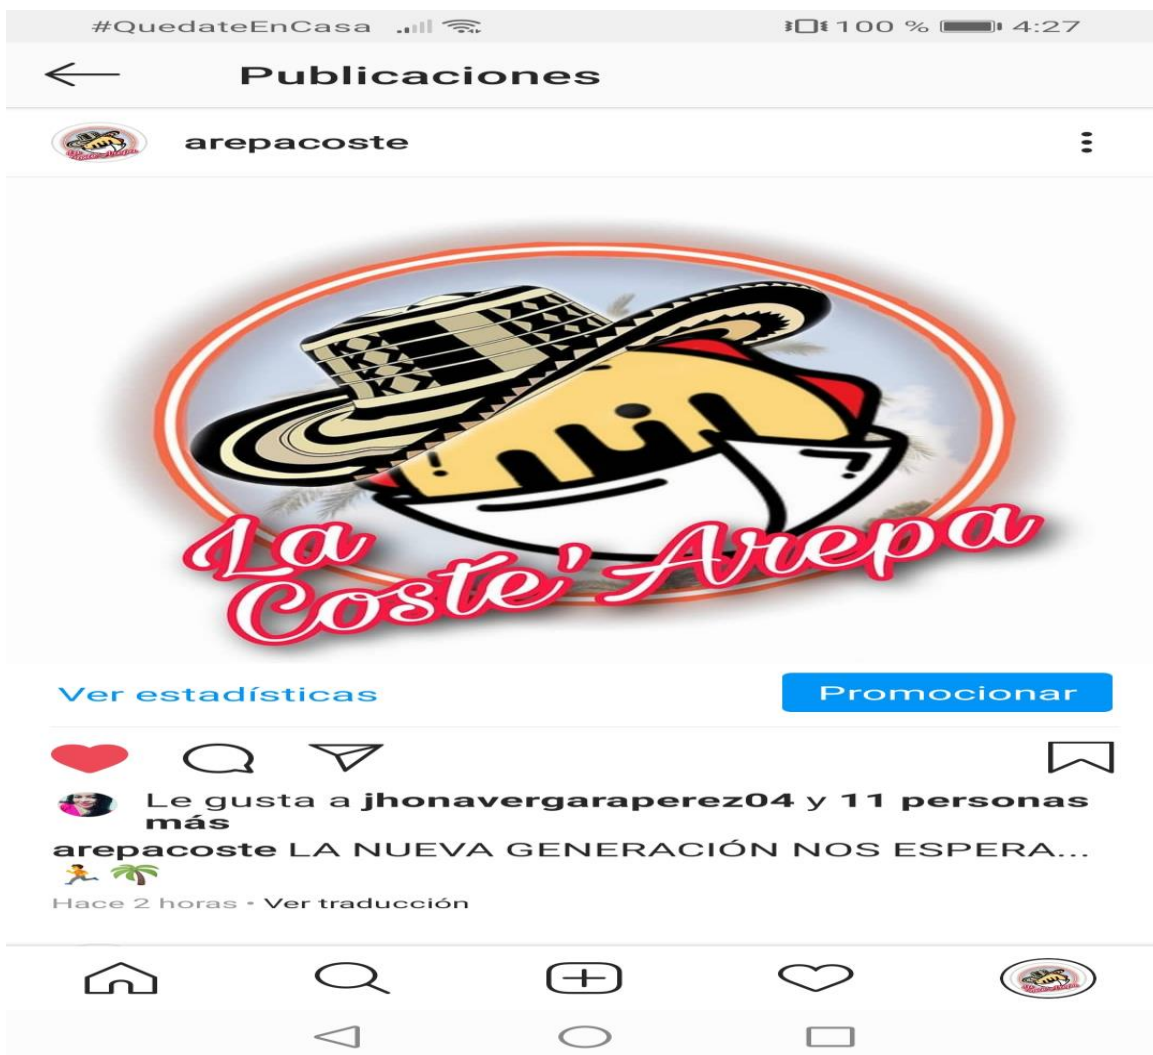 #QuedateEnCasa 100 % 4:27
Publicaciones
arepacoste
La
Coste' Arepa
Ver estadísticas Promocionar
Le gusta a jhonavergaraperez04 y 11 personas
más
arepacoste LA NUEVA GENERACIÓN NOS ESPERA...
Hace 2 horas • Ver traducción